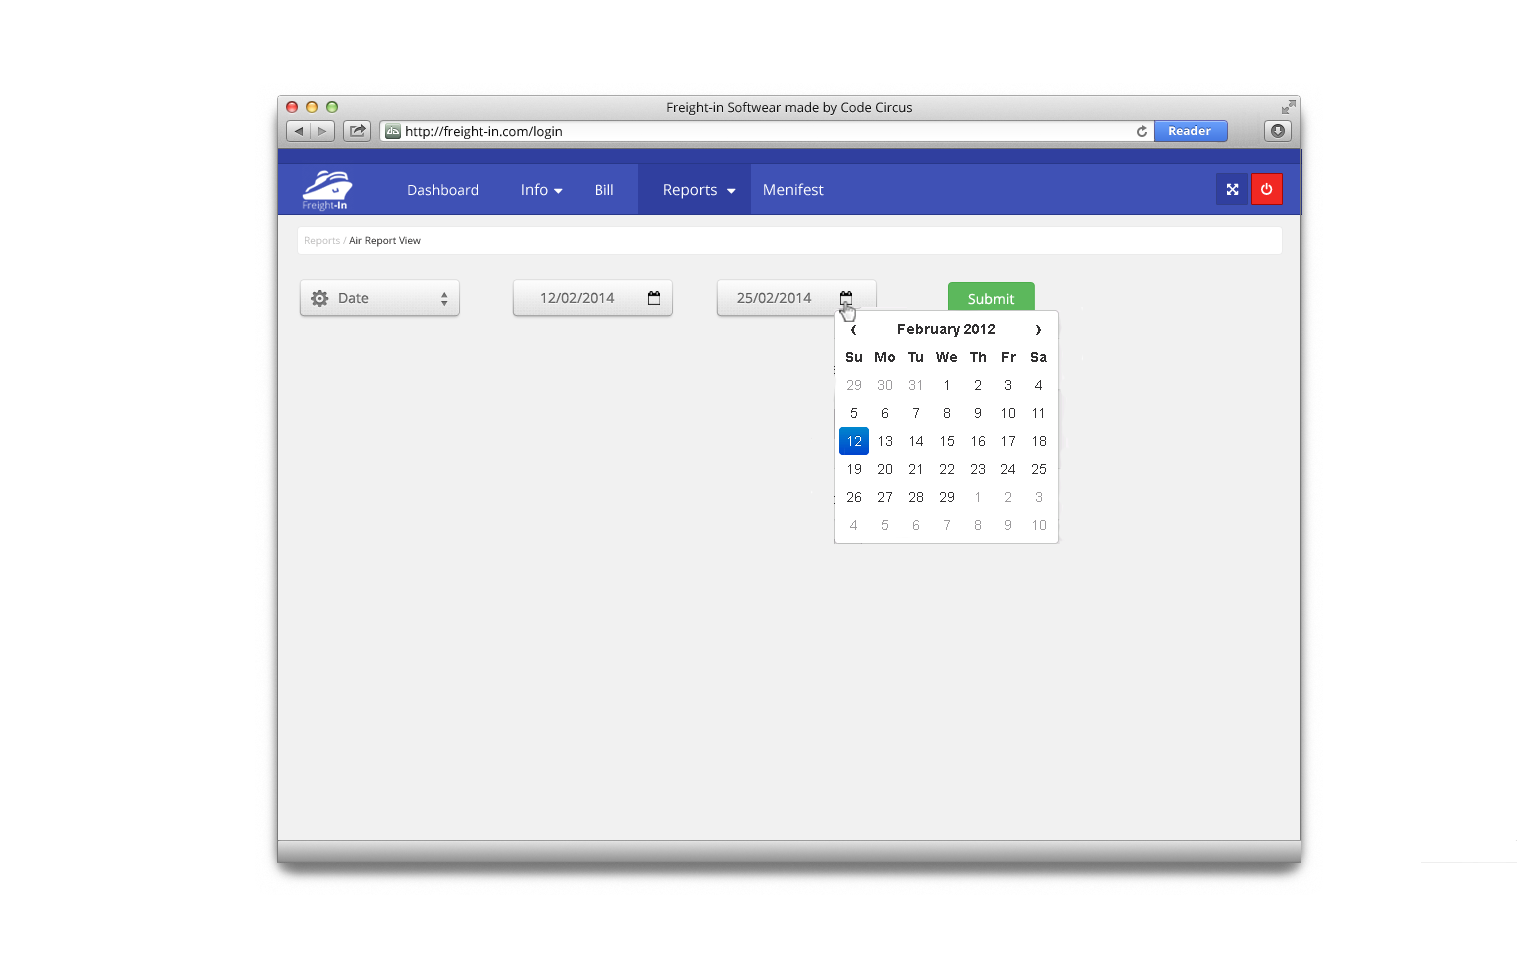 Freight-in Softwear made by Code Circus
http://freight-in.com/login
Reader
Freight-In
Dashboard Info Bill Reports Menifest
Reports / Air Report View
Date 12/02/2014 25/02/2014 Submit
‹ February 2012 ›
Su Mo Tu We Th Fr Sa
29 30 31 1 2 3 4
5 6 7 8 9 10 11
12 13 14 15 16 17 18
19 20 21 22 23 24 25
26 27 28 29 1 2 3
4 5 6 7 8 9 10